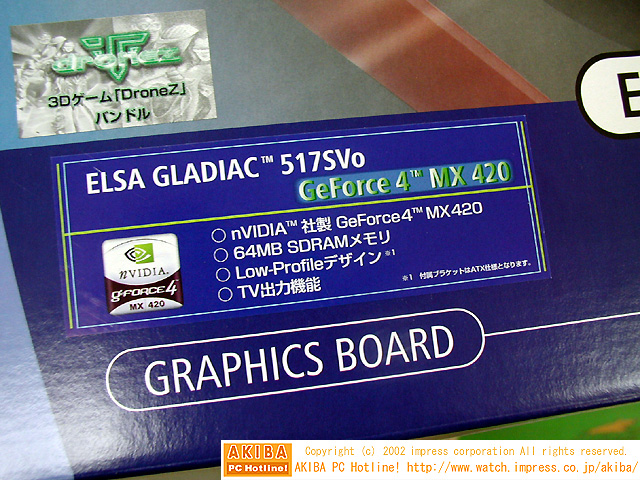 dronez
3Dゲーム「DroneZ」
バンドル
E
ELSA GLADIAC™ 517SVo
GeForce 4™ MX 420
○ nVIDIA™ 社製 GeForce4™ MX420
○ 64MB SDRAMメモリ
○ Low-Profileデザイン※1
○ TV出力機能
※1 付属ブラケットはATX仕様となります。
nVIDIA.
GeFORCE4
MX 420
GRAPHICS BOARD
AKIBA
PC Hotline!
Copyright (c) 2002 impress corporation All rights reserved.
AKIBA PC Hotline! http://www.watch.impress.co.jp/akiba/